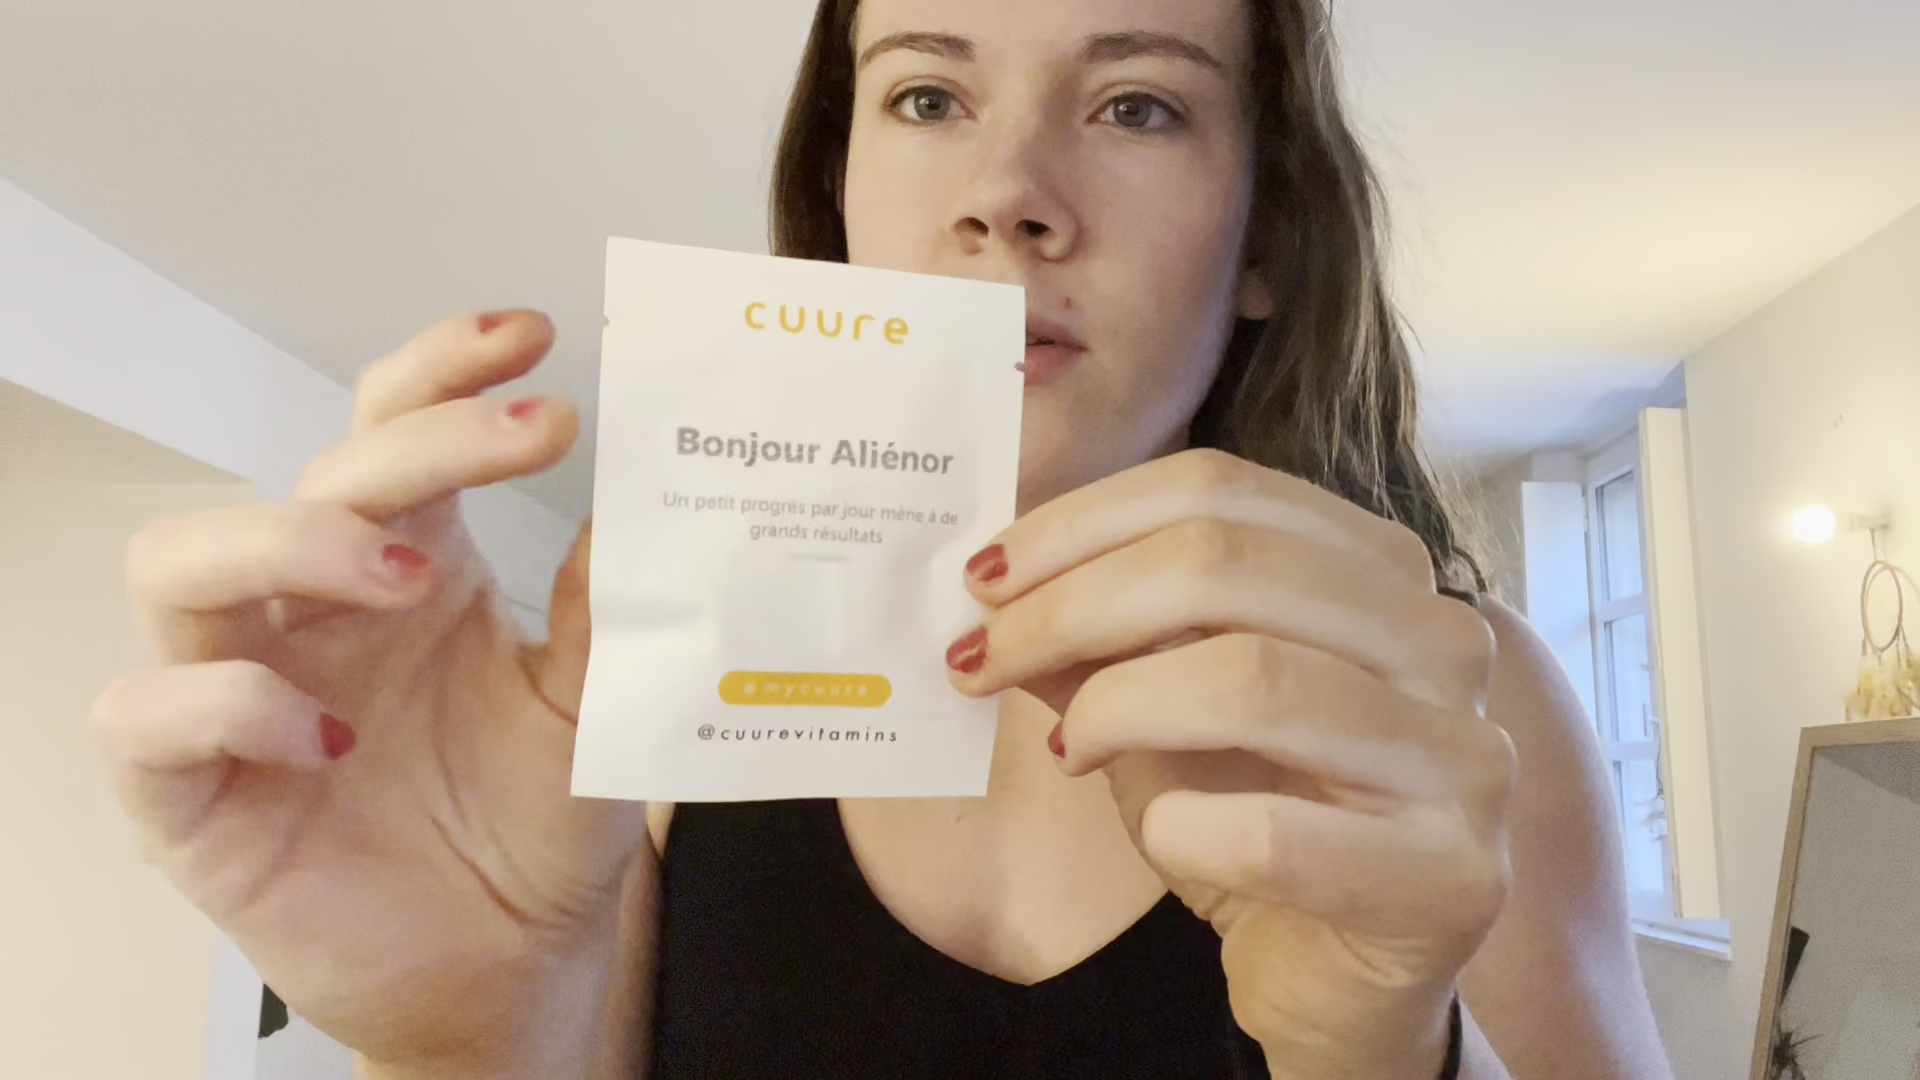 cuure
Bonjour Aliénor
Un petit progrès par jour mène à de
grands résultats
#mycuure
@cuurevitamins